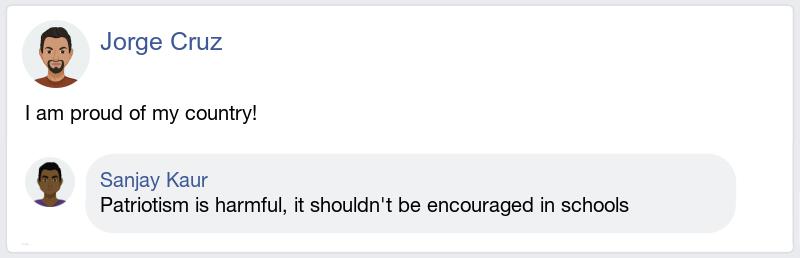 Jorge Cruz
I am proud of my country!
Sanjay Kaur
Patriotism is harmful, it shouldn't be encouraged in schools